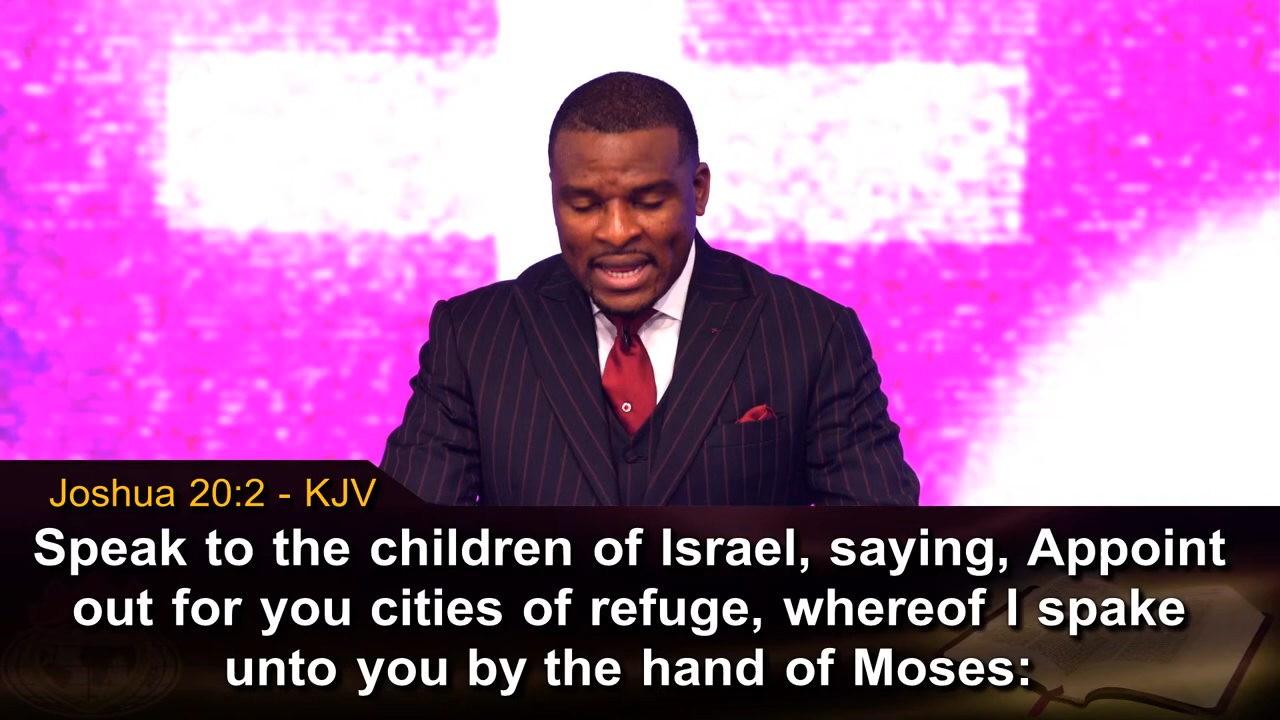 Joshua 20:2 - KJV
Speak to the children of Israel, saying, Appoint
out for you cities of refuge, whereof I spake
unto you by the hand of Moses: